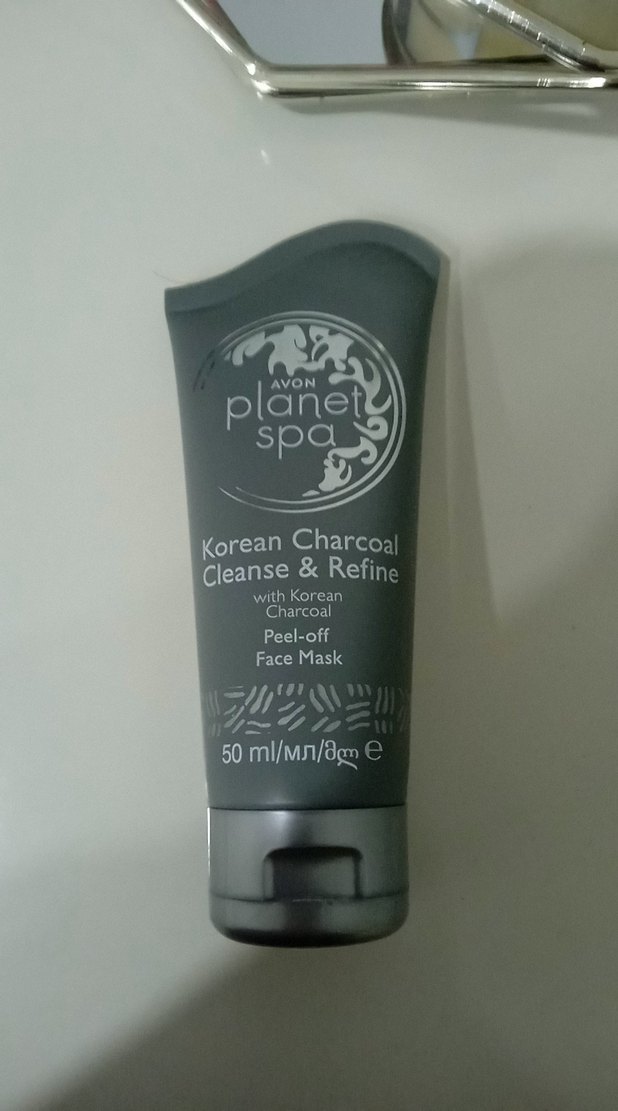 AVON
planet
spa
Korean Charcoal
Cleanse & Refine
with Korean
Charcoal
Peel-off
Face Mask
50 ml/мл/მლ e